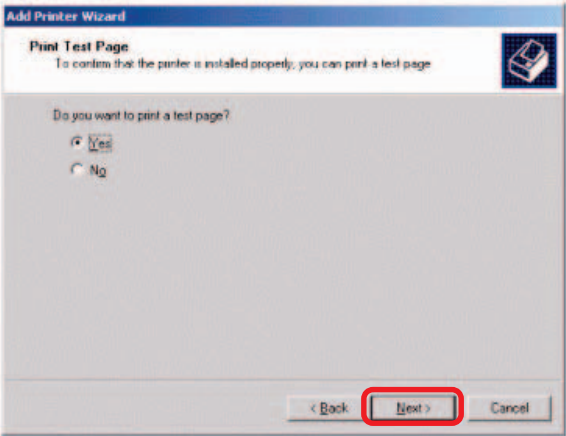 Add Printer Wizard
Print Test Page
To confirm that the printer is installed properly, you can print a test page.
Do you want to print a test page?
Yes
No
< Back
Next >
Cancel